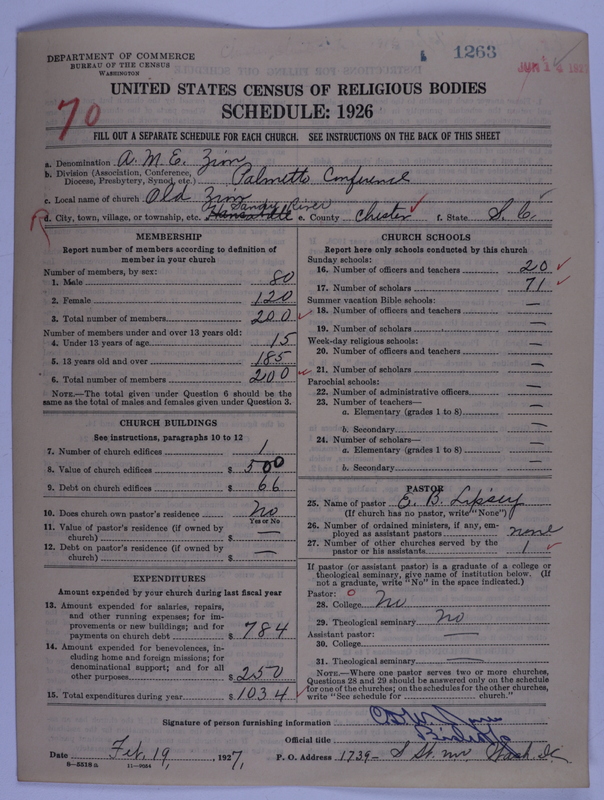 DEPARTMENT OF COMMERCE
BUREAU OF THE CENSUS
WASHINGTON
1263
70
UNITED STATES CENSUS OF RELIGIOUS BODIES
SCHEDULE: 1926
FILL OUT A SEPARATE SCHEDULE FOR EACH CHURCH. SEE INSTRUCTIONS ON THE BACK OF THIS SHEET
a. Denomination A. M. E. Zion
b. Division (Association, Conference, Diocese, Presbytery, Synod, etc.) Palmetto Conference
c. Local name of church Old Zion
Sandy River
d. City, town, village, or township, etc. e. County Chester f. State S. C.
MEMBERSHIP
Report number of members according to definition of
member in your church
Number of members, by sex:
1. Male 80
2. Female 120
3. Total number of members 200
Number of members under and over 13 years old:
4. Under 13 years of age 15
5. 13 years old and over 185
6. Total number of members 200
NOTE.—The total given under Question 6 should be the
same as the total of males and females given under Question 3.
CHURCH BUILDINGS
See instructions, paragraphs 10 to 12
7. Number of church edifices 1
8. Value of church edifices $ 500
9. Debt on church edifices $ 66
10. Does church own pastor's residence? No
Yes or No
11. Value of pastor's residence (if owned by
church) $ —
12. Debt on pastor's residence (if owned by
church) $ —
EXPENDITURES
Amount expended by your church during last fiscal year
13. Amount expended for salaries, repairs,
and other running expenses; for im-
provements or new buildings; and for
payments on church debt $ 784
14. Amount expended for benevolences, in-
cluding home and foreign missions; for
denominational support; and for all
other purposes $ 250
15. Total expenditures during year $ 1034
CHURCH SCHOOLS
Report here only schools conducted by this church
Sunday schools:
16. Number of officers and teachers 20
17. Number of scholars 71
Summer vacation Bible schools:
18. Number of officers and teachers —
19. Number of scholars —
Week-day religious schools:
20. Number of officers and teachers —
21. Number of scholars —
Parochial schools:
22. Number of administrative officers —
23. Number of teachers—
a. Elementary (grades 1 to 8) —
b. Secondary —
24. Number of scholars—
a. Elementary (grades 1 to 8) —
b. Secondary —
PASTOR
25. Name of pastor E. B. Lipsey
(If church has no pastor, write "None")
26. Number of ordained ministers, if any, em-
ployed as assistant pastors none
27. Number of other churches served by the
pastor or his assistants 1
If pastor (or assistant pastor) is a graduate of a college or
theological seminary, give name of institution below. (If
not a graduate, write "No" in the space indicated.)
Pastor:
28. College No
29. Theological seminary No
Assistant pastor: —
30. College
31. Theological seminary —
NOTE.—Where one pastor serves two or more churches,
Questions 28 and 29 should be answered only on the schedule
for one of the churches; on the schedules for the other churches,
write "See schedule for church."
Signature of person furnishing information
Official title Bishop
Date Feb. 19, 1927. P. O. Address 1739 - S St. nw. Wash. D.C.
8—5518 a 11—9034